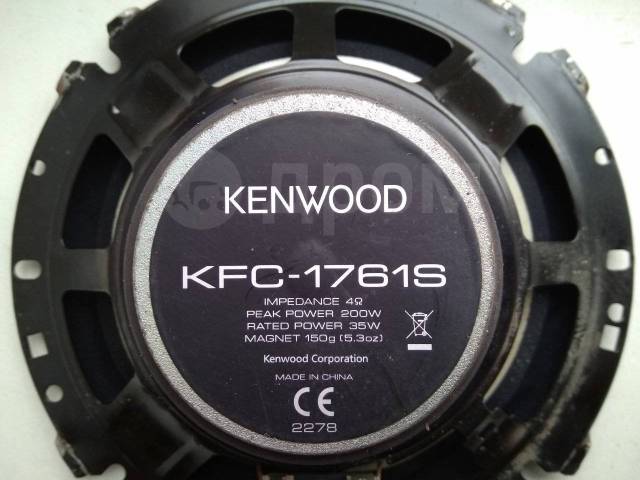 KENWOOD
KFC-1761S
IMPEDANCE 4Ω
PEAK POWER 200W
RATED POWER 35W
MAGNET 150g (5.3oz)
Kenwood Corporation
MADE IN CHINA
CE
2278